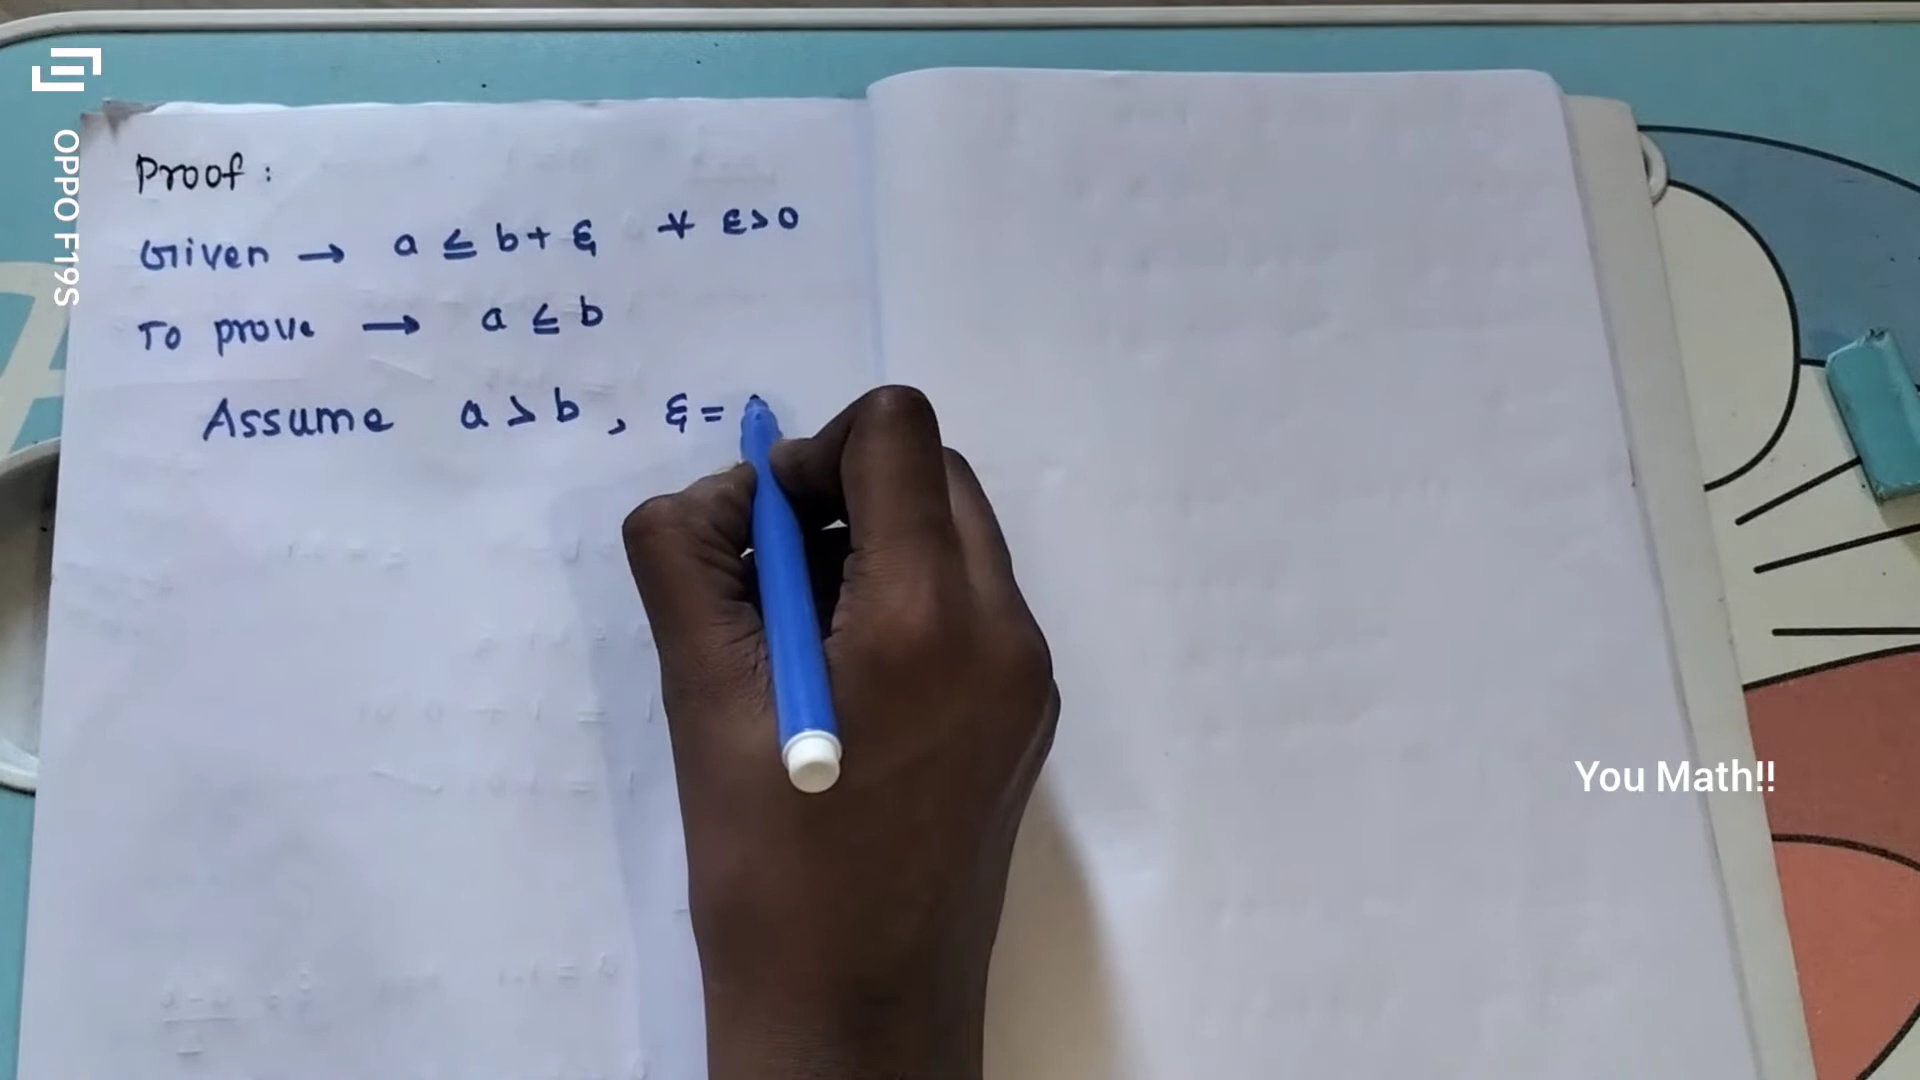 Proof :
Given → a ≤ b + ε ∀ ε > 0
To prove → a ≤ b
Assume a > b , ε =
OPPO F19S
You Math!!